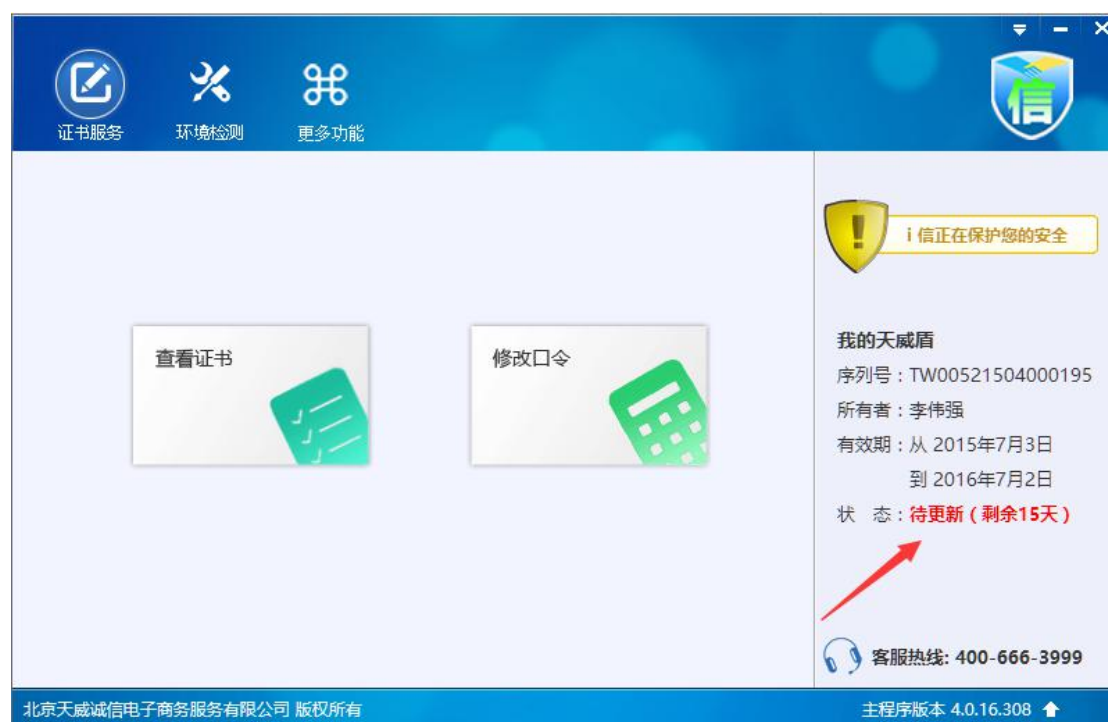 信
证书服务
环境检测
更多功能
i 信正在保护您的安全
查看证书
修改口令
我的天威盾
序列号：TW00521504000195
所有者：李伟强
有效期：从 2015年7月3日
到 2016年7月2日
状 态：待更新（剩余15天）
客服热线: 400-666-3999
北京天威诚信电子商务服务有限公司 版权所有
主程序版本 4.0.16.308